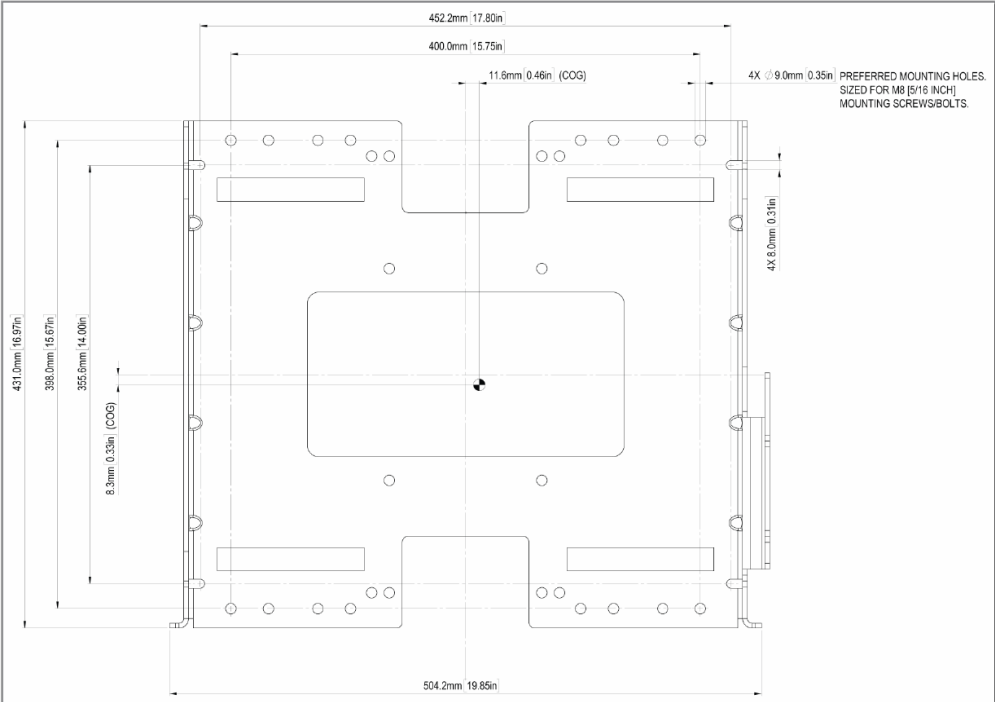 452.2mm [17.80in]
400.0mm [15.75in]
11.6mm [0.46in] (COG)
4X ∅9.0mm [0.35in] PREFERRED MOUNTING HOLES.
SIZED FOR M8 [5/16 INCH]
MOUNTING SCREWS/BOLTS.
4X 8.0mm [0.31in]
431.0mm [16.97in]
398.0mm [15.67in]
355.6mm [14.00in]
8.3mm [0.33in] (COG)
504.2mm [19.85in]